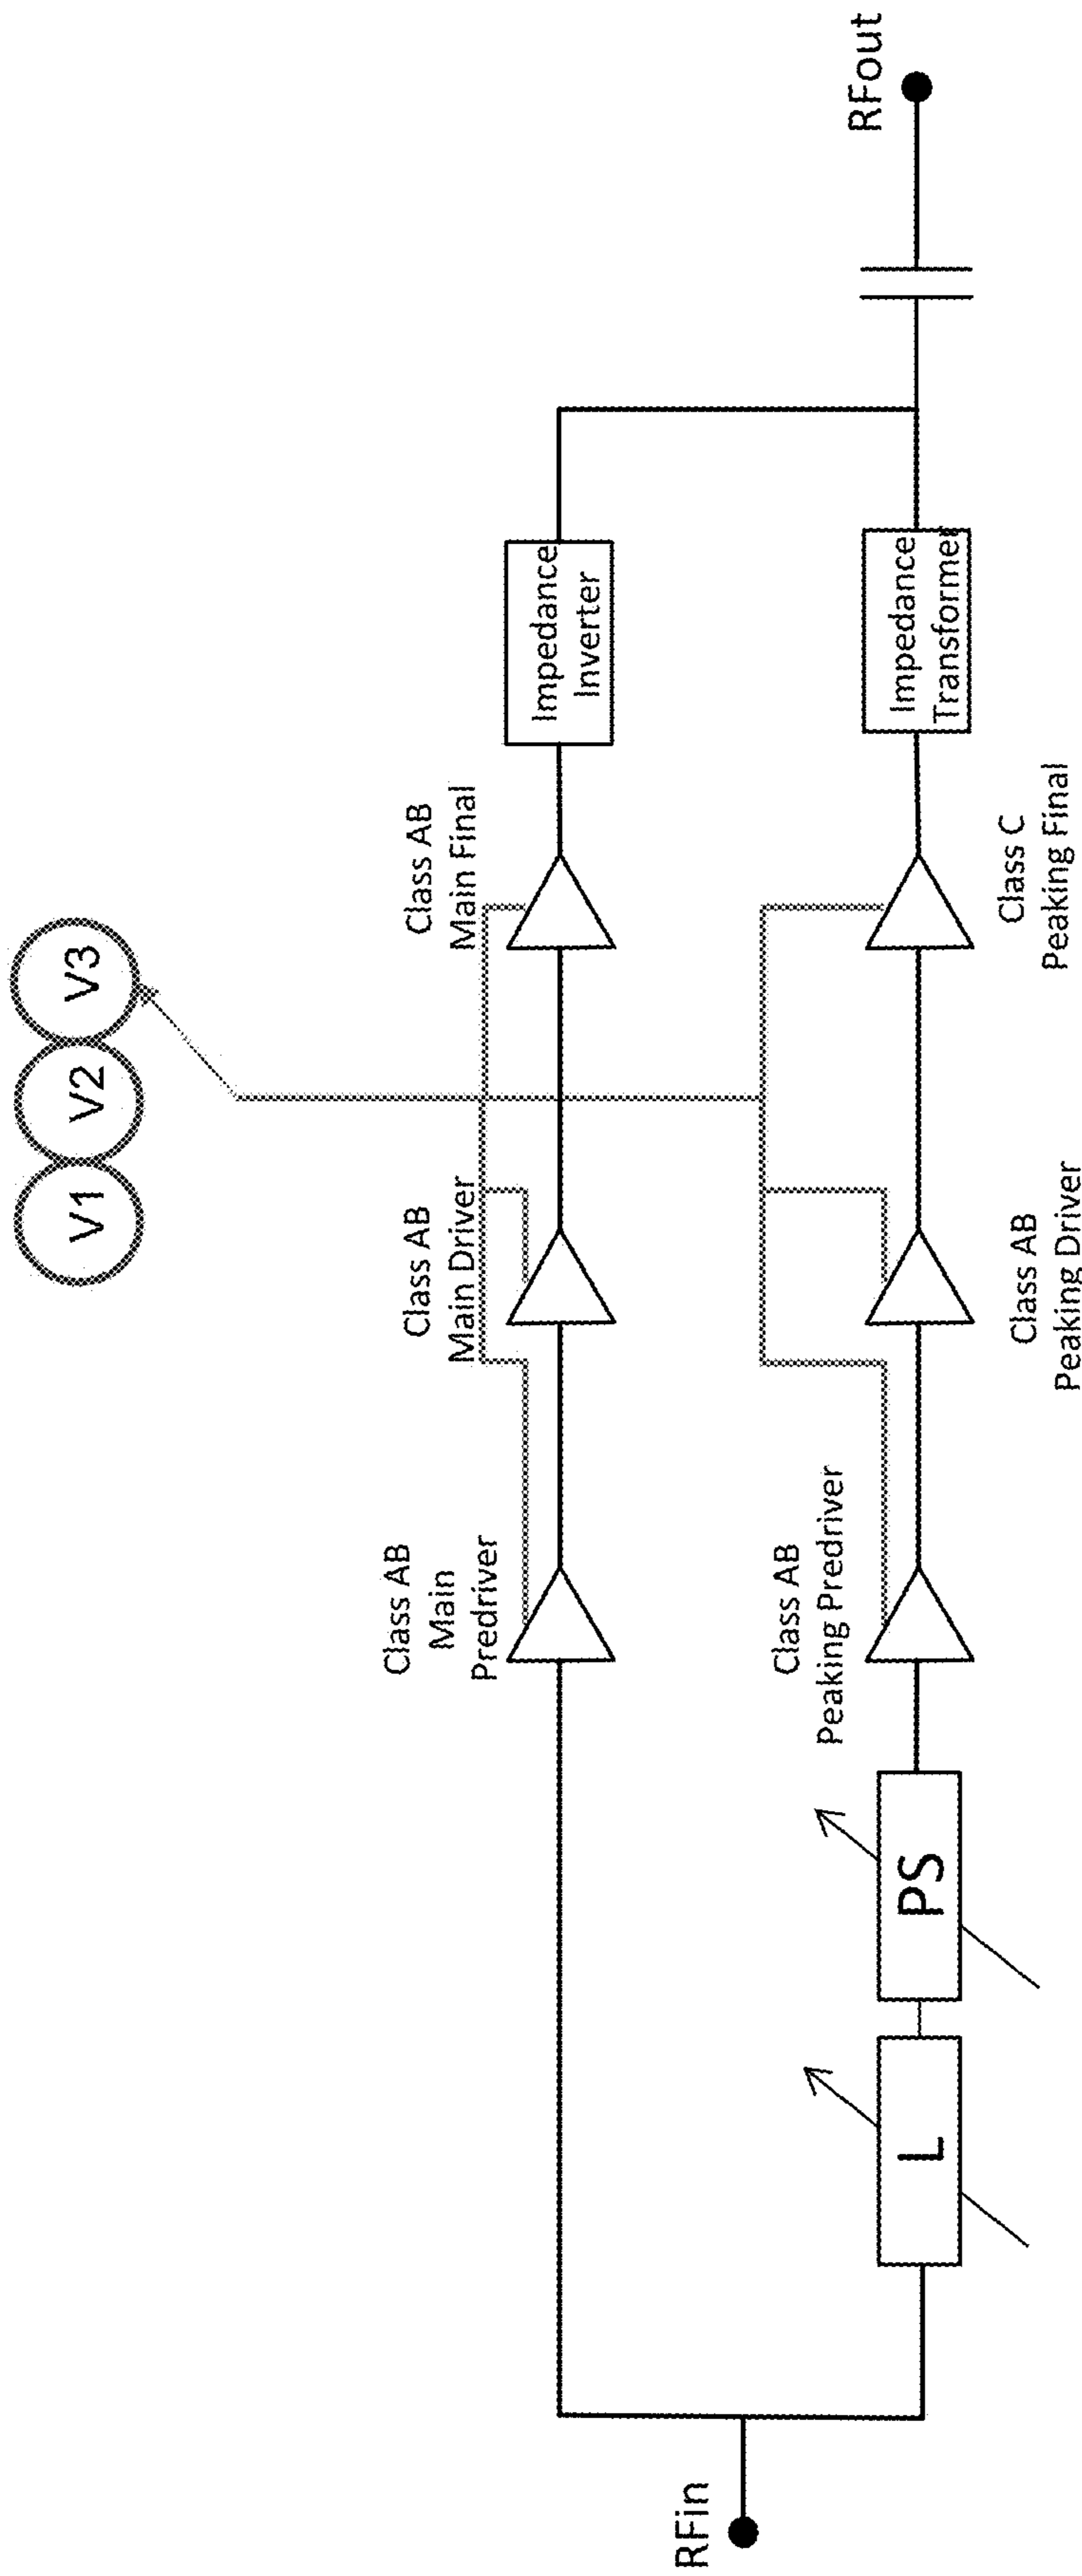 V1
V2
V3
RFin
Class AB
Main
Predriver
Class AB
Main Driver
Class AB
Main Final
Impedance
Inverter
L
PS
Class AB
Peaking Predriver
Class AB
Peaking Driver
Class C
Peaking Final
Impedance
Transformer
RFout